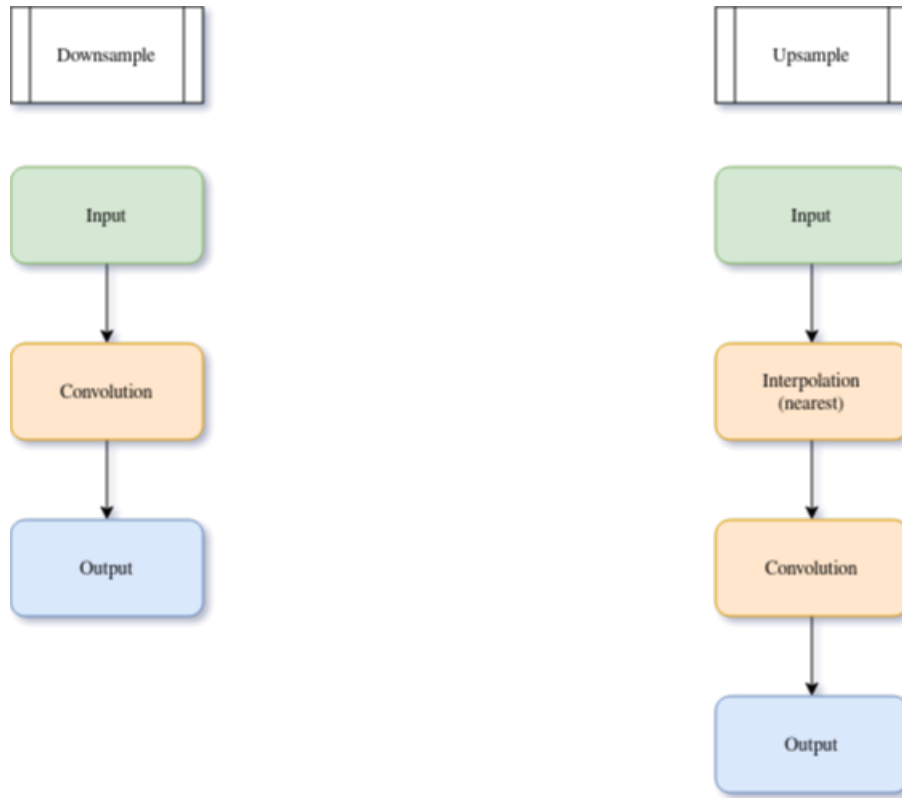 Downsample
Input
Convolution
Output
Upsample
Input
Interpolation
(nearest)
Convolution
Output